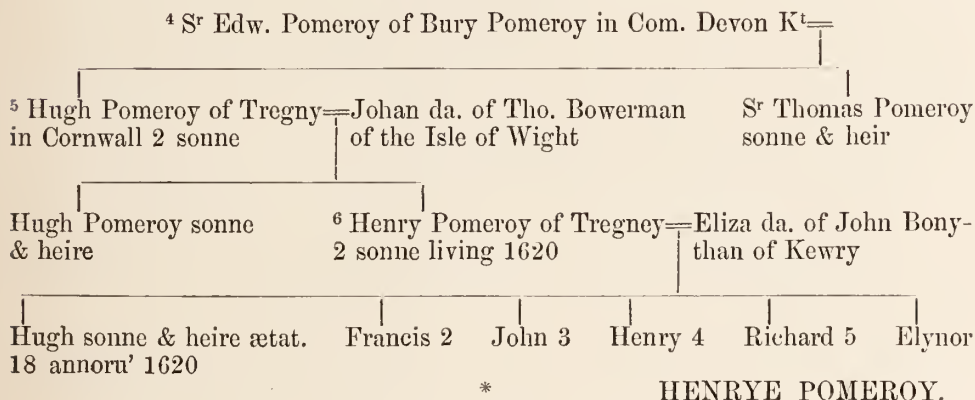 ⁴ Sʳ Edw. Pomeroy of Bury Pomeroy in Com. Devon Kᵗ
⁵ Hugh Pomeroy of Tregny=Johan da. of Tho. Bowerman Sʳ Thomas Pomeroy
in Cornwall 2 sonne of the Isle of Wight sonne & heir
Hugh Pomeroy sonne ⁶ Henry Pomeroy of Tregney=Eliza da. of John Bony-
& heire 2 sonne living 1620 than of Kewry
Hugh sonne & heire ætat. Francis 2 John 3 Henry 4 Richard 5 Elynor
18 annoru' 1620
* HENRYE POMEROY.